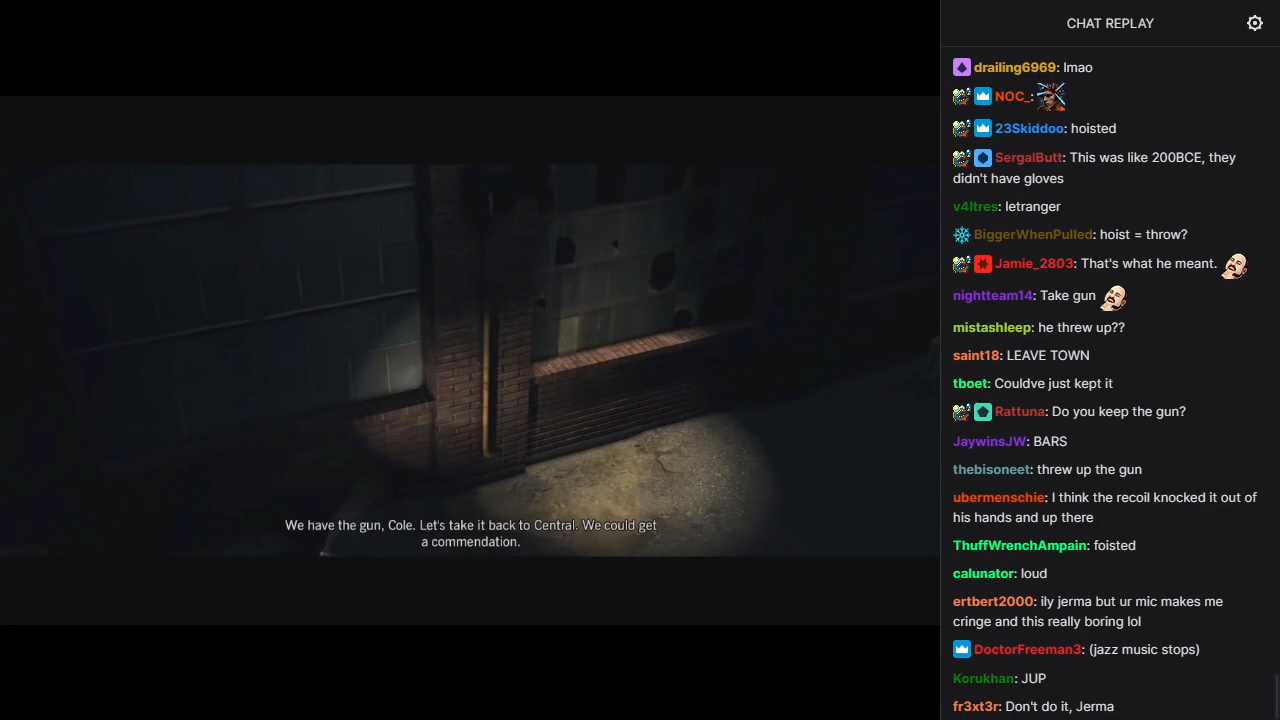 CHAT REPLAY
drailing6969: lmao
NOC_:
23Skiddoo: hoisted
SergalButt: This was like 200BCE, they
didn't have gloves
v4ltres: letranger
BiggerWhenPulled: hoist = throw?
Jamie_2803: That's what he meant.
nightteam14: Take gun
mistashleep: he threw up??
saint18: LEAVE TOWN
tboet: Couldve just kept it
Rattuna: Do you keep the gun?
JaywinsJW: BARS
thebisoneet: threw up the gun
ubermenschie: I think the recoil knocked it out of
his hands and up there
ThuffWrenchAmpain: foisted
calunator: loud
ertbert2000: ily jerma but ur mic makes me
cringe and this really boring lol
DoctorFreeman3: (jazz music stops)
Korukhan: JUP
fr3xt3r: Don't do it, Jerma
We have the gun, Cole. Let's take it back to Central. We could get
a commendation.